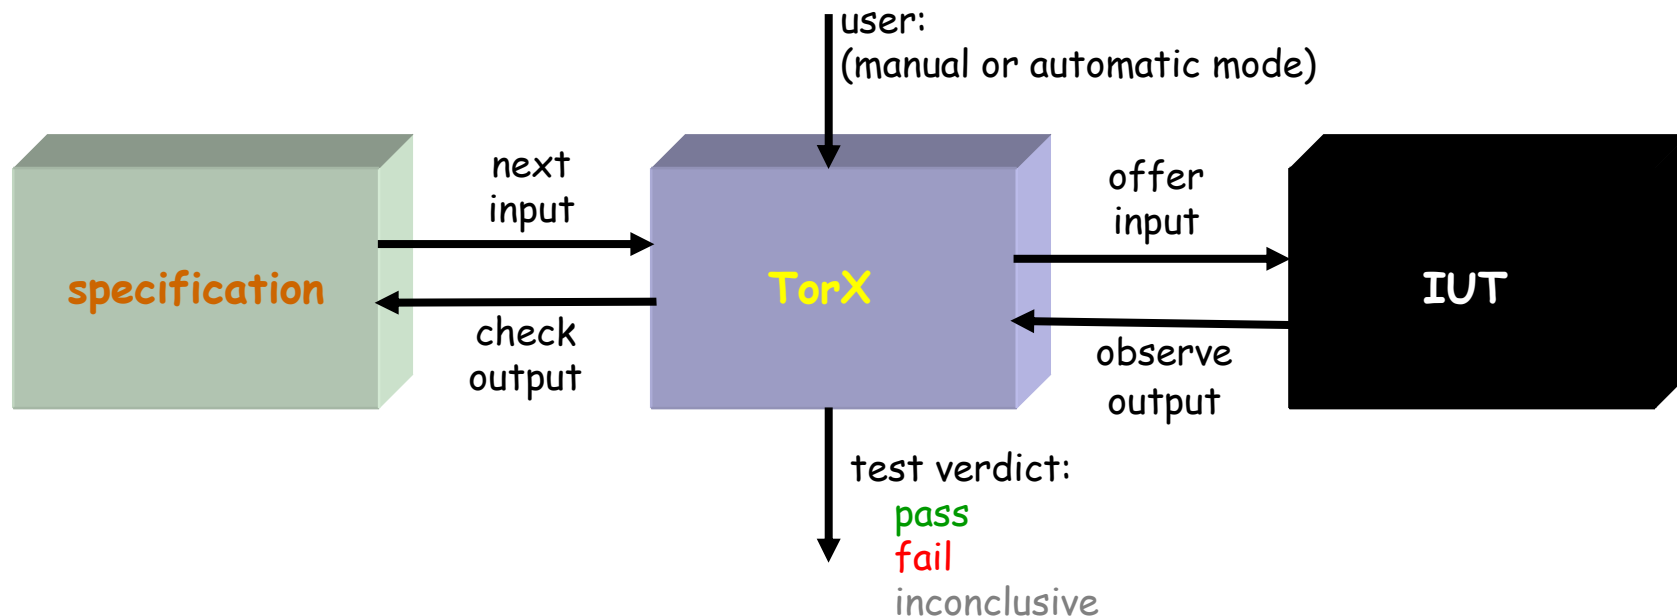 user:
(manual or automatic mode)
next
input
offer
input
specification
TorX
IUT
check
output
observe
output
test verdict:
pass
fail
inconclusive